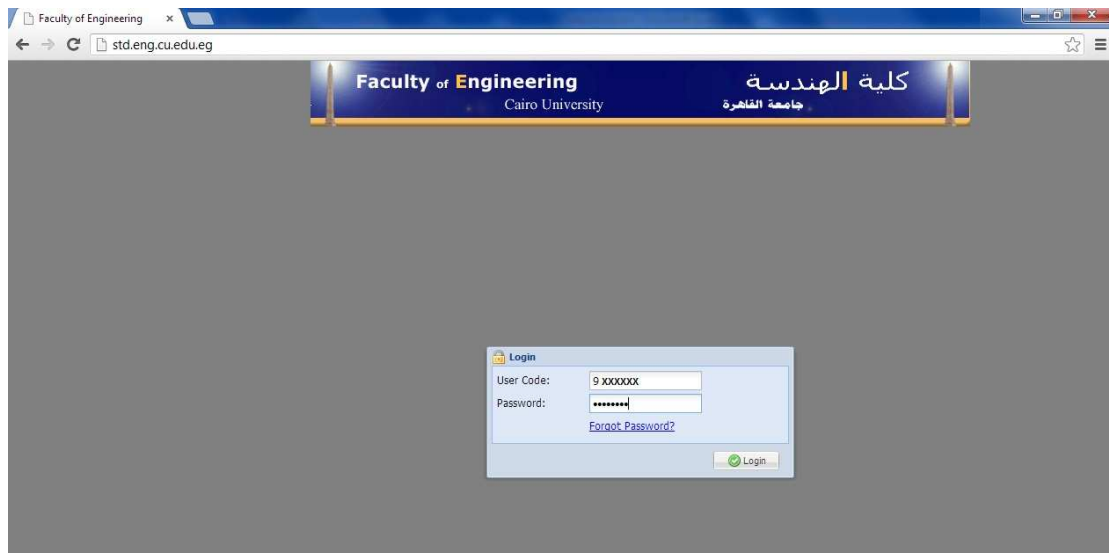 Faculty of Engineering
std.eng.cu.edu.eg
Faculty of Engineering
Cairo University
كلية الهندسة
جامعة القاهرة
Login
User Code: 9 XXXXXX
Password: ••••••••
Forgot Password?
Login